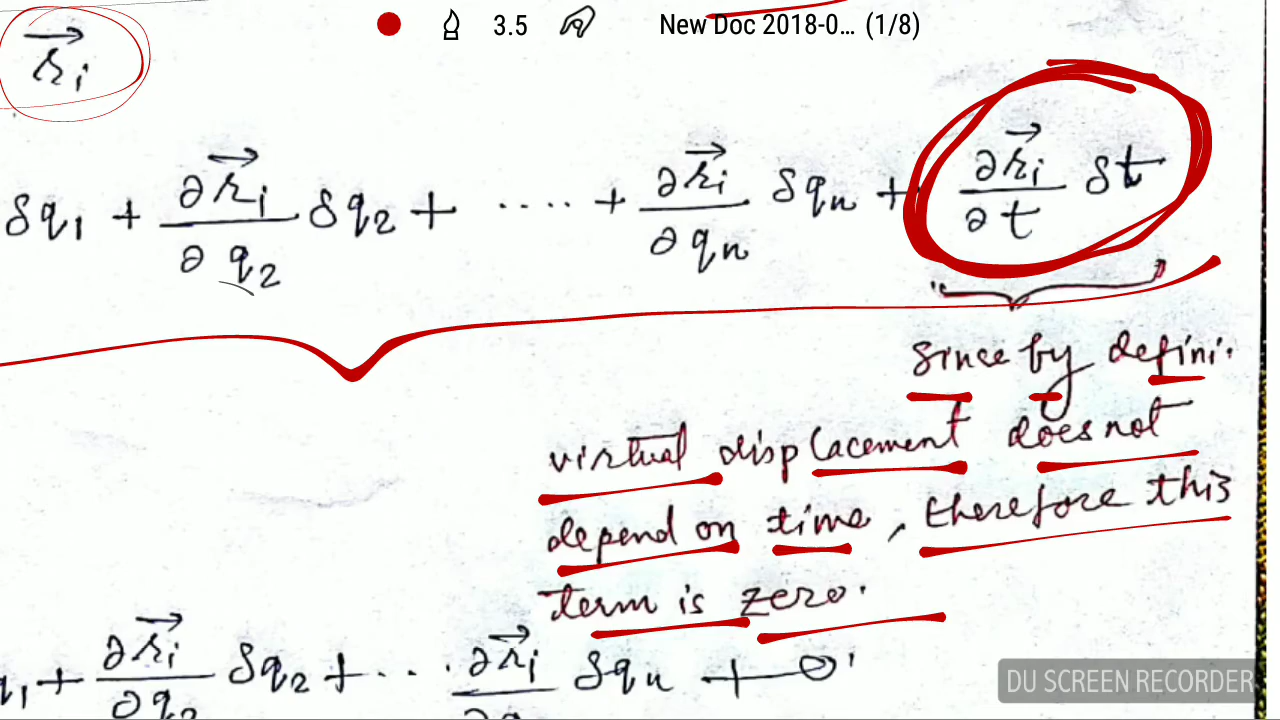 3.5 New Doc 2018-0... (1/8)
r⃗ᵢ
δq₁ + ∂r⃗ᵢ/∂q₂ δq₂ + ···· + ∂r⃗ᵢ/∂qₙ δqₙ + ∂r⃗ᵢ/∂t δt
since by defini.
virtual displacement does not
depend on time, therefore this
term is zero.
q₁ + ∂r⃗ᵢ/∂q₂ δq₂ + ··· ∂r⃗ᵢ/∂q δqₙ + 0
DU SCREEN RECORDER